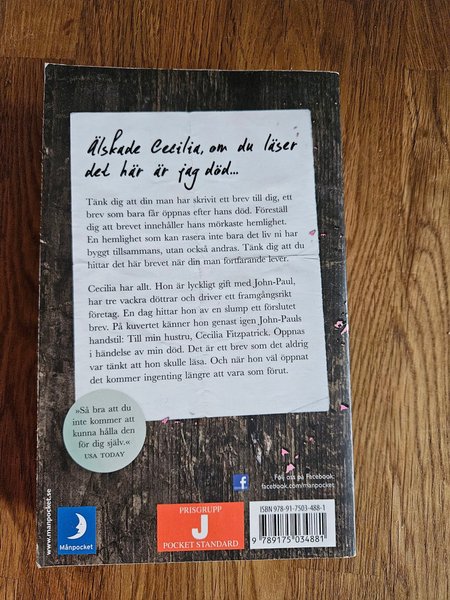 Älskade Cecilia, om du läser
det här är jag död...
Tänk dig att din man har skrivit ett brev till dig, ett
brev som bara får öppnas efter hans död. Föreställ
dig att brevet innehåller hans mörkaste hemlighet.
En hemlighet som kan rasera inte bara det liv ni har
byggt tillsammans, utan också andras. Tänk dig att du
hittar det här brevet när din man fortfarande lever.
Cecilia har allt. Hon är lyckligt gift med John-Paul,
har tre vackra döttrar och driver ett framgångsrikt
företag. En dag hittar hon av en slump ett förslutet
brev. På kuvertet känner hon genast igen John-Pauls
handstil: Till min hustru, Cecilia Fitzpatrick. Öppnas
i händelse av min död. Det är ett brev som det aldrig
var tänkt att hon skulle läsa. Och när hon väl öppnat
det kommer ingenting längre att vara som förut.
»Så bra att du
inte kommer att
kunna hålla den
för dig själv.«
USA TODAY
www.manpocket.se
Månpocket
PRISGRUPP
J
POCKET STANDARD
f
Följ oss på Facebook:
facebook.com/manpocket
ISBN 978-91-7503-488-1
9 789175 034881